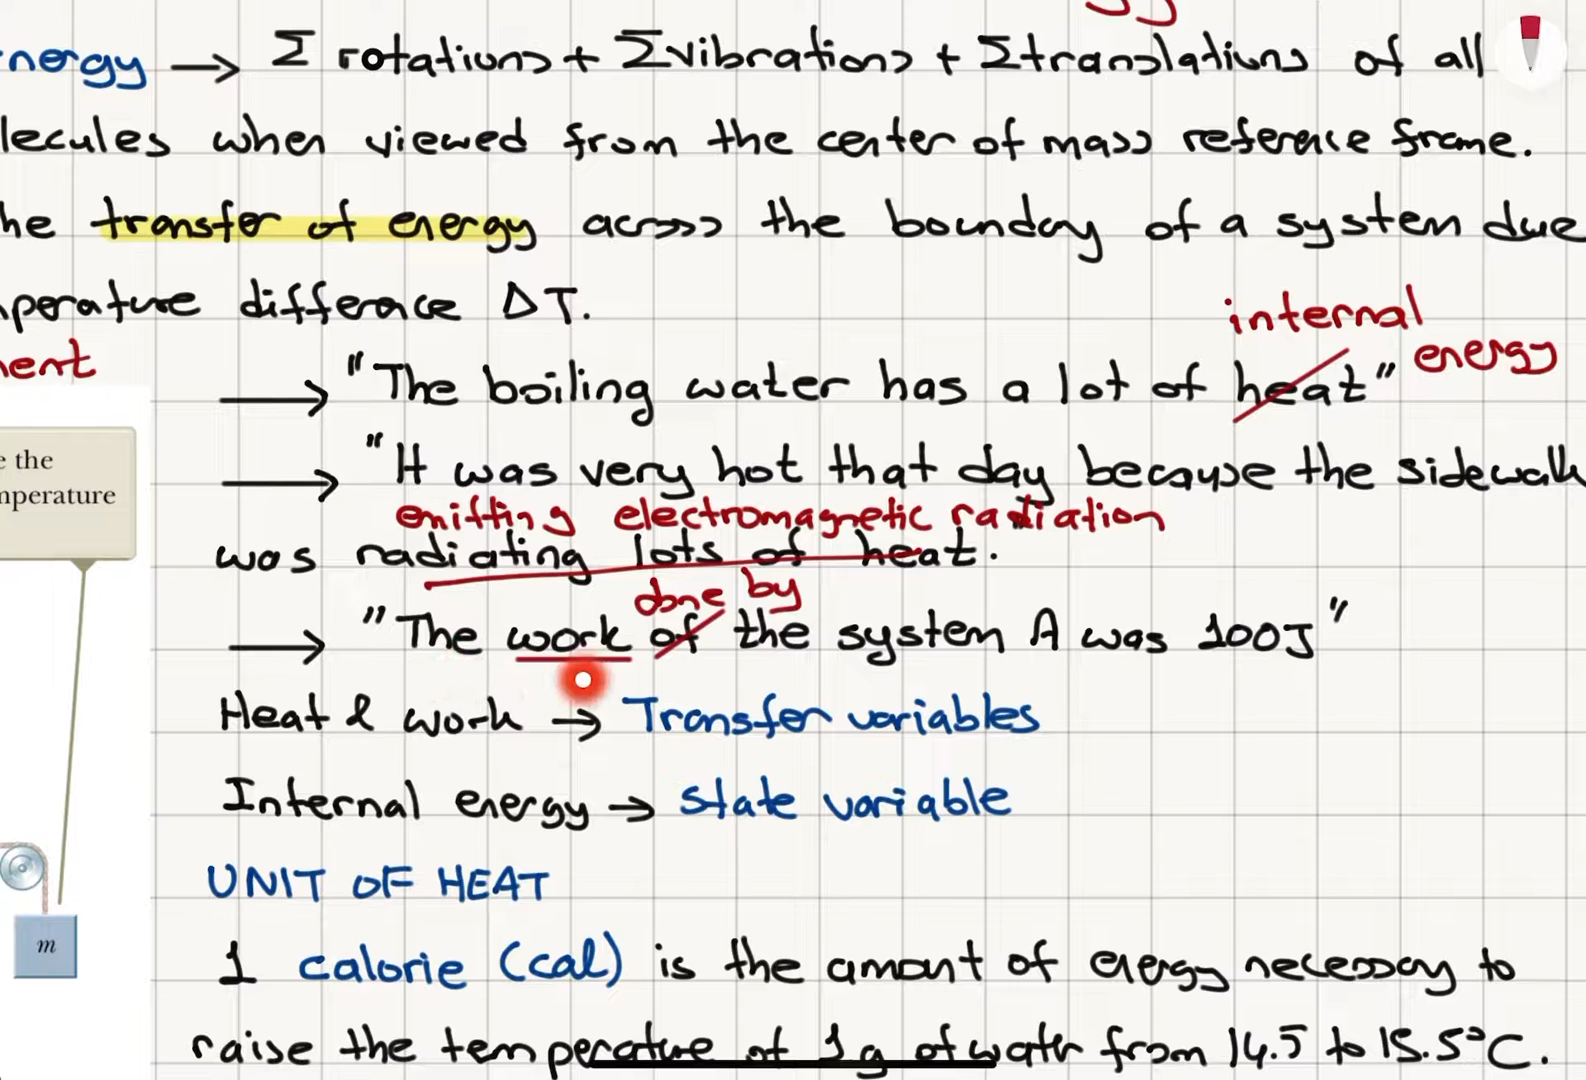 nergy → Σ rotations + Σvibrations + Σtranslations of all
lecules when viewed from the center of mass reference frame.
he transfer of energy across the boundary of a system due
perature difference ΔT.
internal
ent
energy
→ "The boiling water has a lot of heat"
e the
→ "It was very hot that day because the sidewalk
mperature
emitting electromagnetic radiation
was radiating lots of heat.
done by
→ "The work of the system A was 100J"
Heat & work → Transfer variables
Internal energy → state variable
UNIT OF HEAT
m
1 calorie (cal) is the amount of energy necessary to
raise the temperature of 1g of water from 14.5 to 15.5°C.